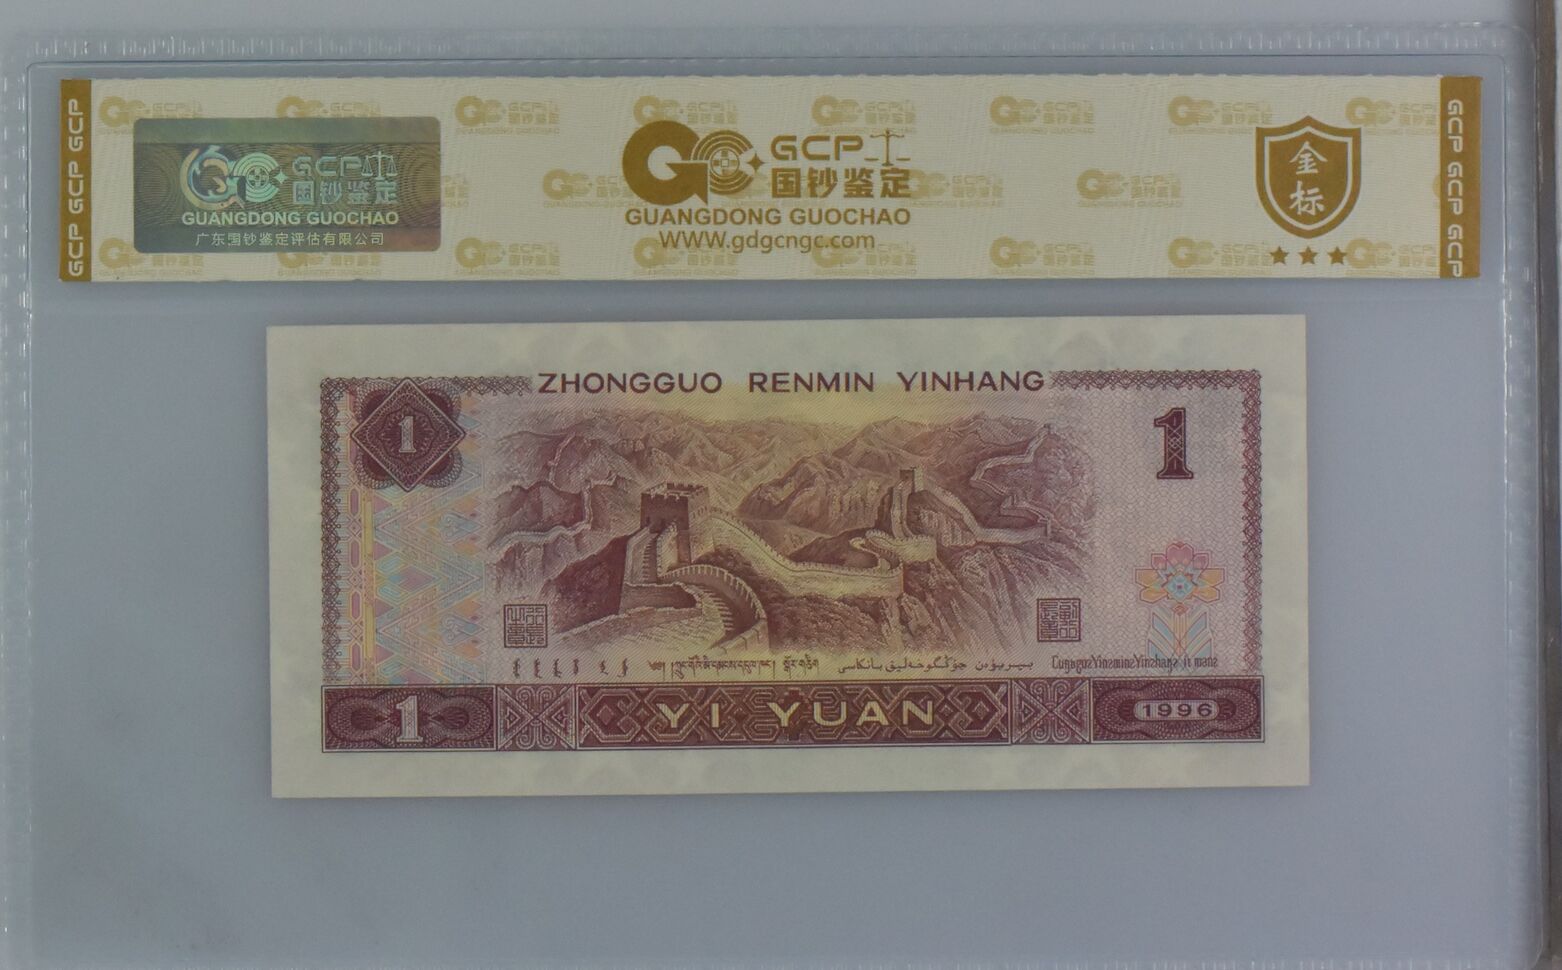 GCP GCP GCP
GCP
国钞鉴定
GUANGDONG GUOCHAO
广东国钞鉴定评估有限公司
GCP
国钞鉴定
GUANGDONG GUOCHAO
WWW.gdgcngc.com
金
标
GCP GCP GCP
ZHONGGUO RENMIN YINHANG
1
1
YI YUAN
1
1996